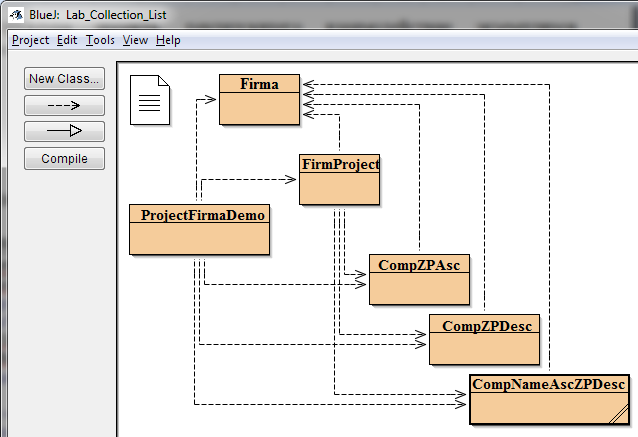 BlueJ: Lab_Collection_List
Project Edit Tools View Help
New Class...
Compile
Firma
FirmProject
ProjectFirmaDemo
CompZPAsc
CompZPDesc
CompNameAscZPDesc